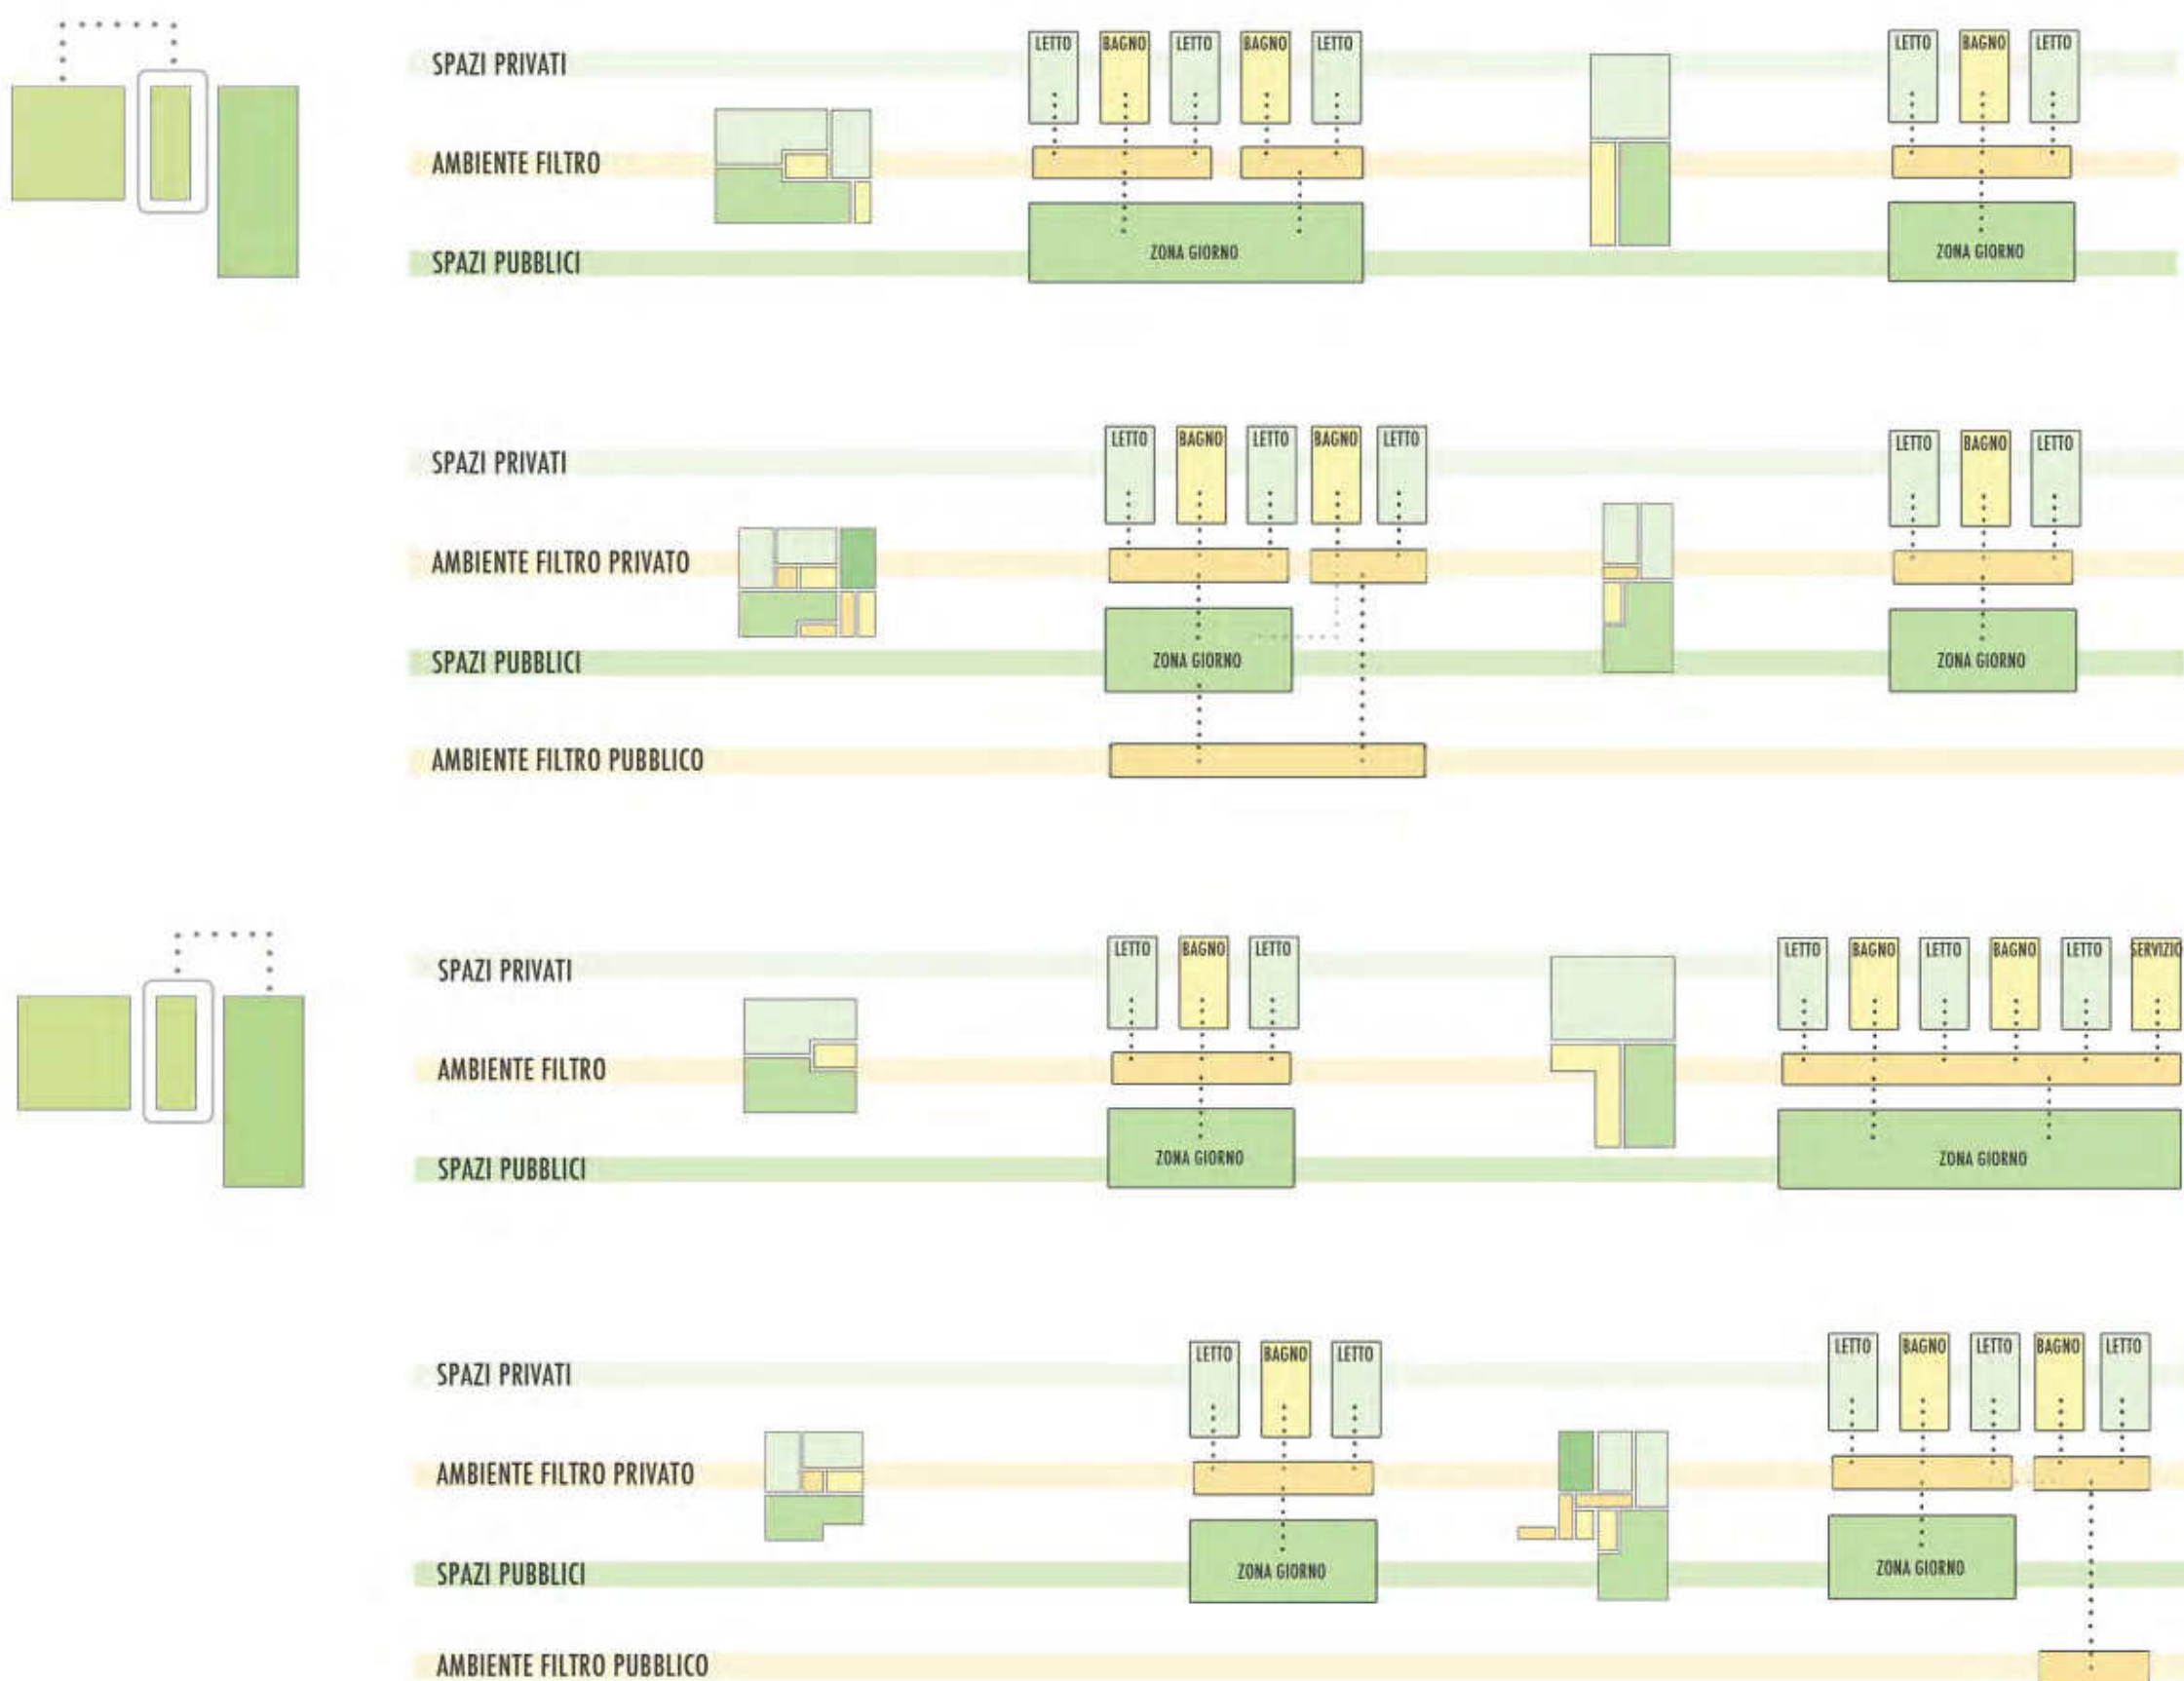 SPAZI PRIVATI
LETTO BAGNO LETTO BAGNO LETTO
LETTO BAGNO LETTO
AMBIENTE FILTRO
SPAZI PUBBLICI
ZONA GIORNO
ZONA GIORNO
SPAZI PRIVATI
LETTO BAGNO LETTO BAGNO LETTO
LETTO BAGNO LETTO
AMBIENTE FILTRO PRIVATO
SPAZI PUBBLICI
ZONA GIORNO
ZONA GIORNO
AMBIENTE FILTRO PUBBLICO
SPAZI PRIVATI
LETTO BAGNO LETTO
LETTO BAGNO LETTO BAGNO LETTO SERVIZIO
AMBIENTE FILTRO
SPAZI PUBBLICI
ZONA GIORNO
ZONA GIORNO
SPAZI PRIVATI
LETTO BAGNO LETTO
LETTO BAGNO LETTO BAGNO LETTO
AMBIENTE FILTRO PRIVATO
SPAZI PUBBLICI
ZONA GIORNO
ZONA GIORNO
AMBIENTE FILTRO PUBBLICO